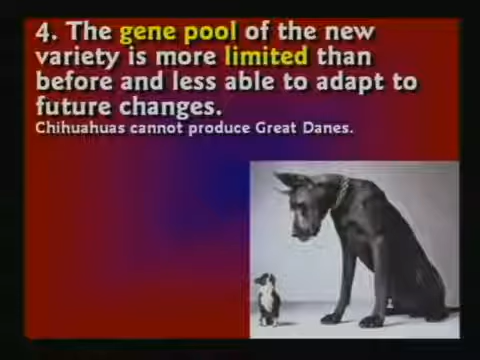 4. The gene pool of the new
variety is more limited than
before and less able to adapt to
future changes.
Chihuahuas cannot produce Great Danes.